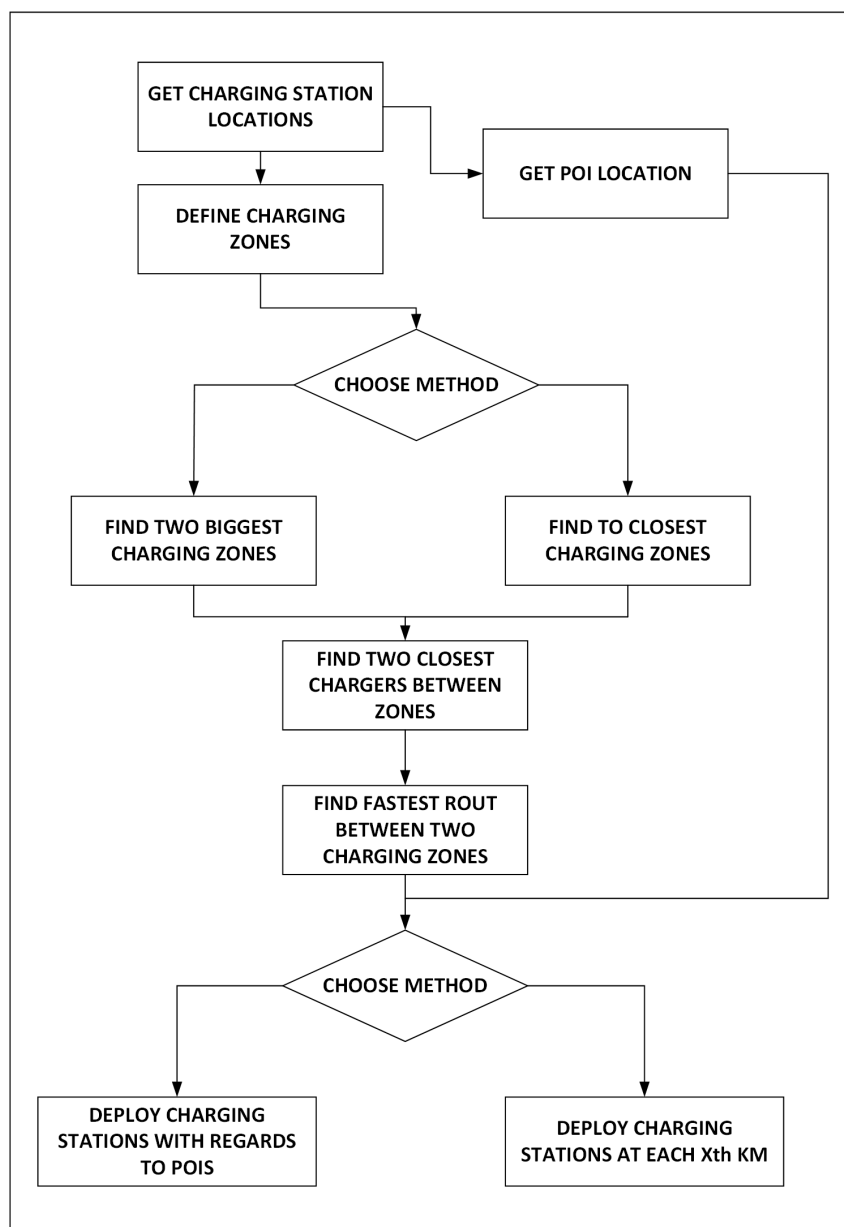 GET CHARGING STATION
LOCATIONS
GET POI LOCATION
DEFINE CHARGING
ZONES
CHOOSE METHOD
FIND TWO BIGGEST
CHARGING ZONES
FIND TO CLOSEST
CHARGING ZONES
FIND TWO CLOSEST
CHARGERS BETWEEN
ZONES
FIND FASTEST ROUT
BETWEEN TWO
CHARGING ZONES
CHOOSE METHOD
DEPLOY CHARGING
STATIONS WITH REGARDS
TO POIS
DEPLOY CHARGING
STATIONS AT EACH Xth KM